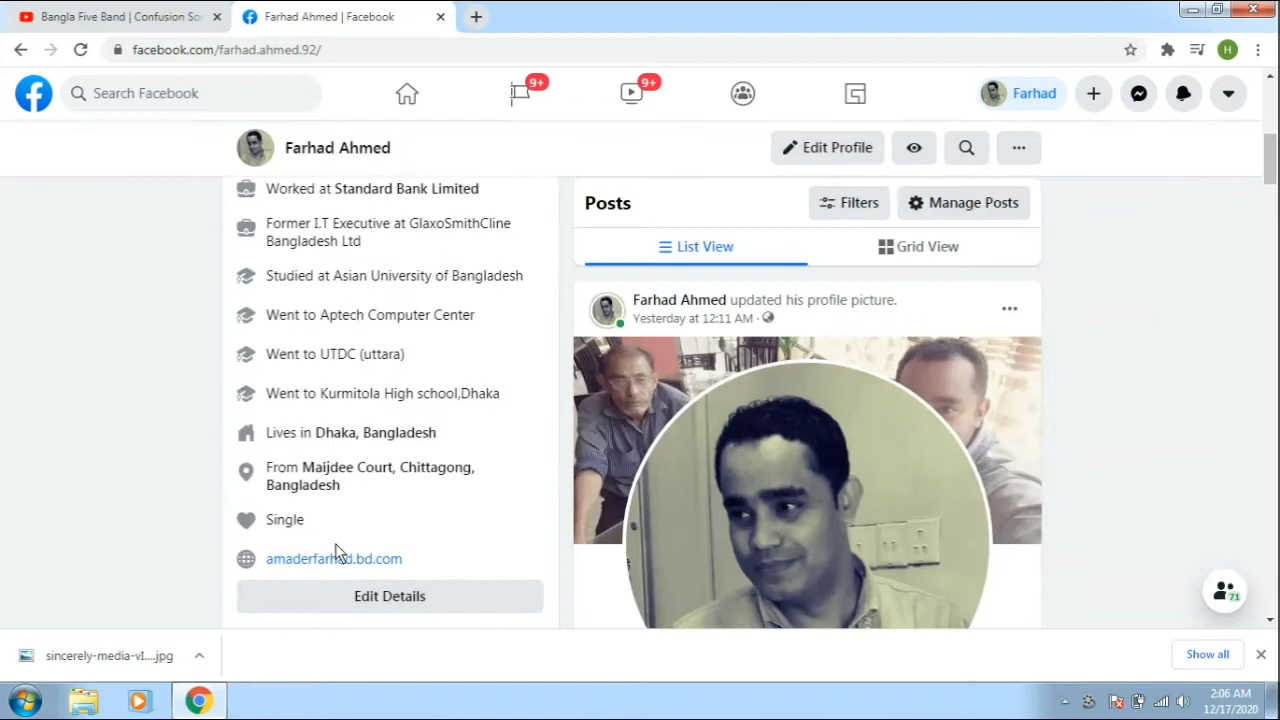 Bangla Five Band | Confusion So
Farhad Ahmed | Facebook
facebook.com/farhad.ahmed.92/
H
Search Facebook
9+
9+
Farhad
Farhad Ahmed
Edit Profile
Worked at Standard Bank Limited
Former I.T Executive at GlaxoSmithCline
Bangladesh Ltd
Studied at Asian University of Bangladesh
Went to Aptech Computer Center
Went to UTDC (uttara)
Went to Kurmitola High school,Dhaka
Lives in Dhaka, Bangladesh
From Maijdee Court, Chittagong,
Bangladesh
Single
amaderfarhad.bd.com
Edit Details
Posts
Filters
Manage Posts
List View
Grid View
Farhad Ahmed updated his profile picture.
Yesterday at 12:11 AM ·
71
sincerely-media-vI....jpg
Show all
2:06 AM
12/17/2020